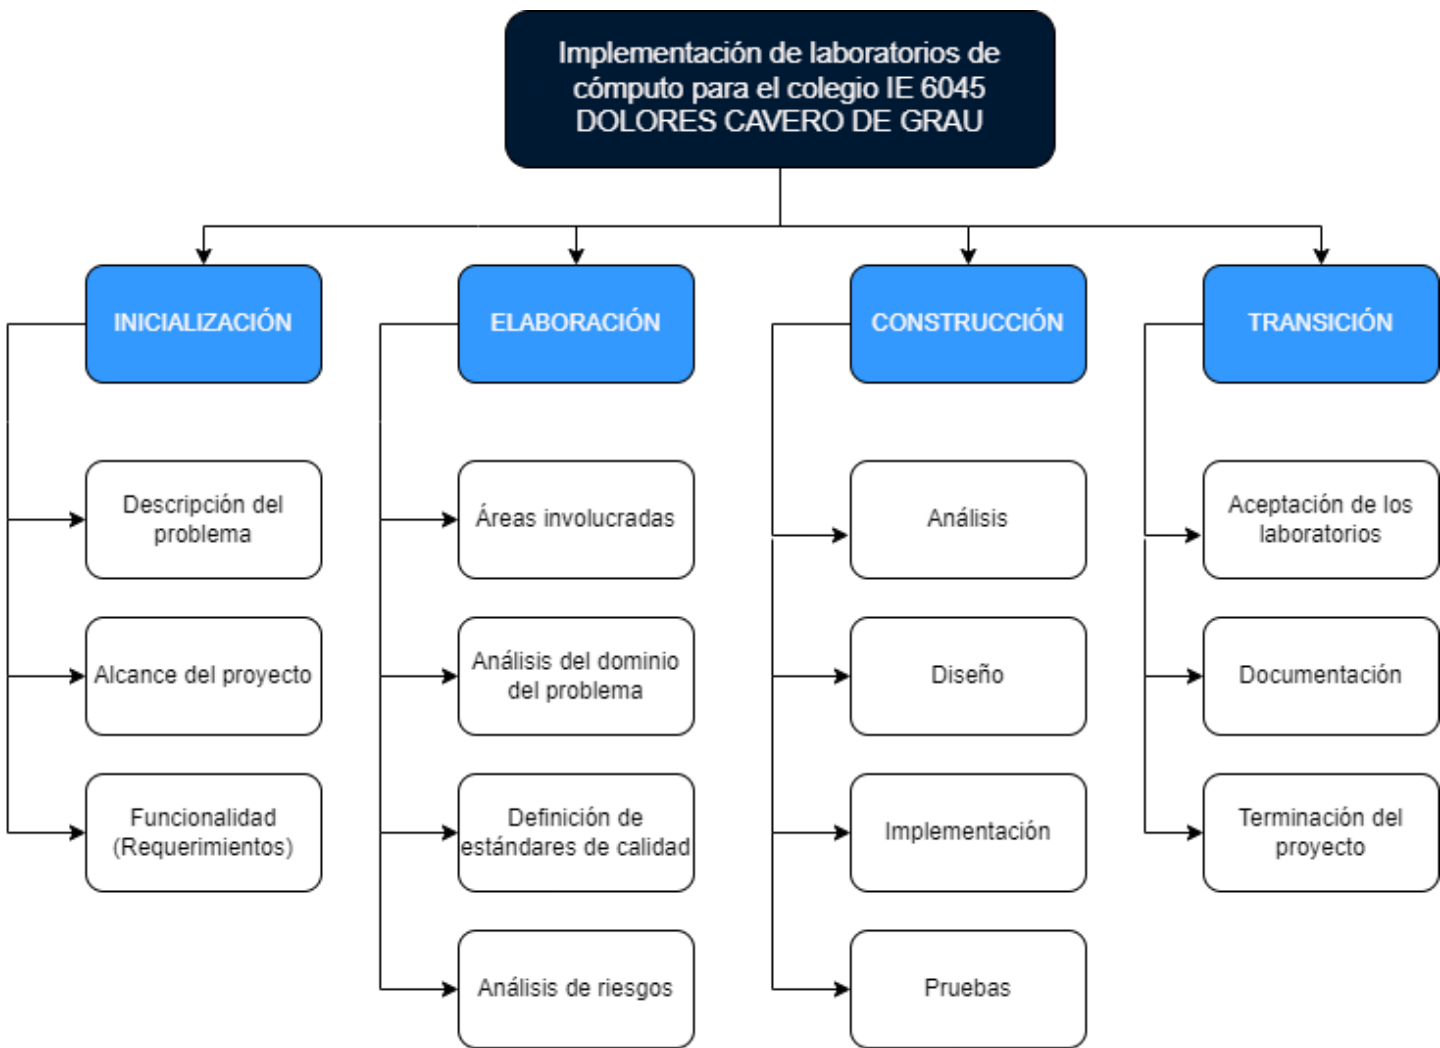 Implementación de laboratorios de
cómputo para el colegio IE 6045
DOLORES CAVERO DE GRAU
INICIALIZACIÓN
ELABORACIÓN
CONSTRUCCIÓN
TRANSICIÓN
Descripción del
problema
Áreas involucradas
Análisis
Aceptación de los
laboratorios
Alcance del proyecto
Análisis del dominio
del problema
Diseño
Documentación
Funcionalidad
(Requerimientos)
Definición de
estándares de calidad
Implementación
Terminación del
proyecto
Análisis de riesgos
Pruebas